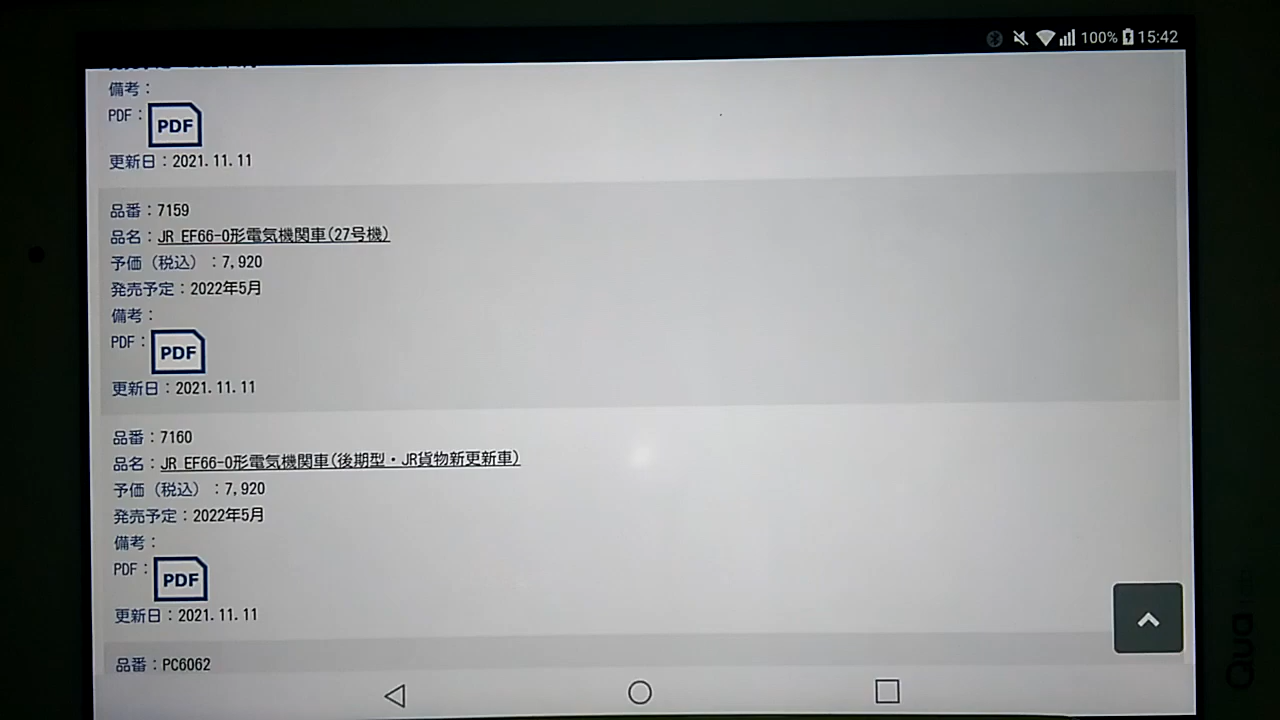 100% 15:42
備考：
PDF：
PDF
更新日：2021.11.11
品番：7159
品名：JR EF66-0形電気機関車(27号機)
予価（税込）：7,920
発売予定：2022年5月
備考：
PDF：
PDF
更新日：2021.11.11
品番：7160
品名：JR EF66-0形電気機関車(後期型・JR貨物新更新車)
予価（税込）：7,920
発売予定：2022年5月
備考：
PDF：
PDF
更新日：2021.11.11
品番：PC6062
Qua